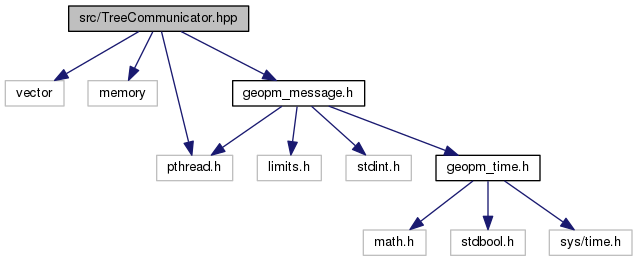 src/TreeCommunicator.hpp
vector
memory
geopm_message.h
pthread.h
limits.h
stdint.h
geopm_time.h
math.h
stdbool.h
sys/time.h